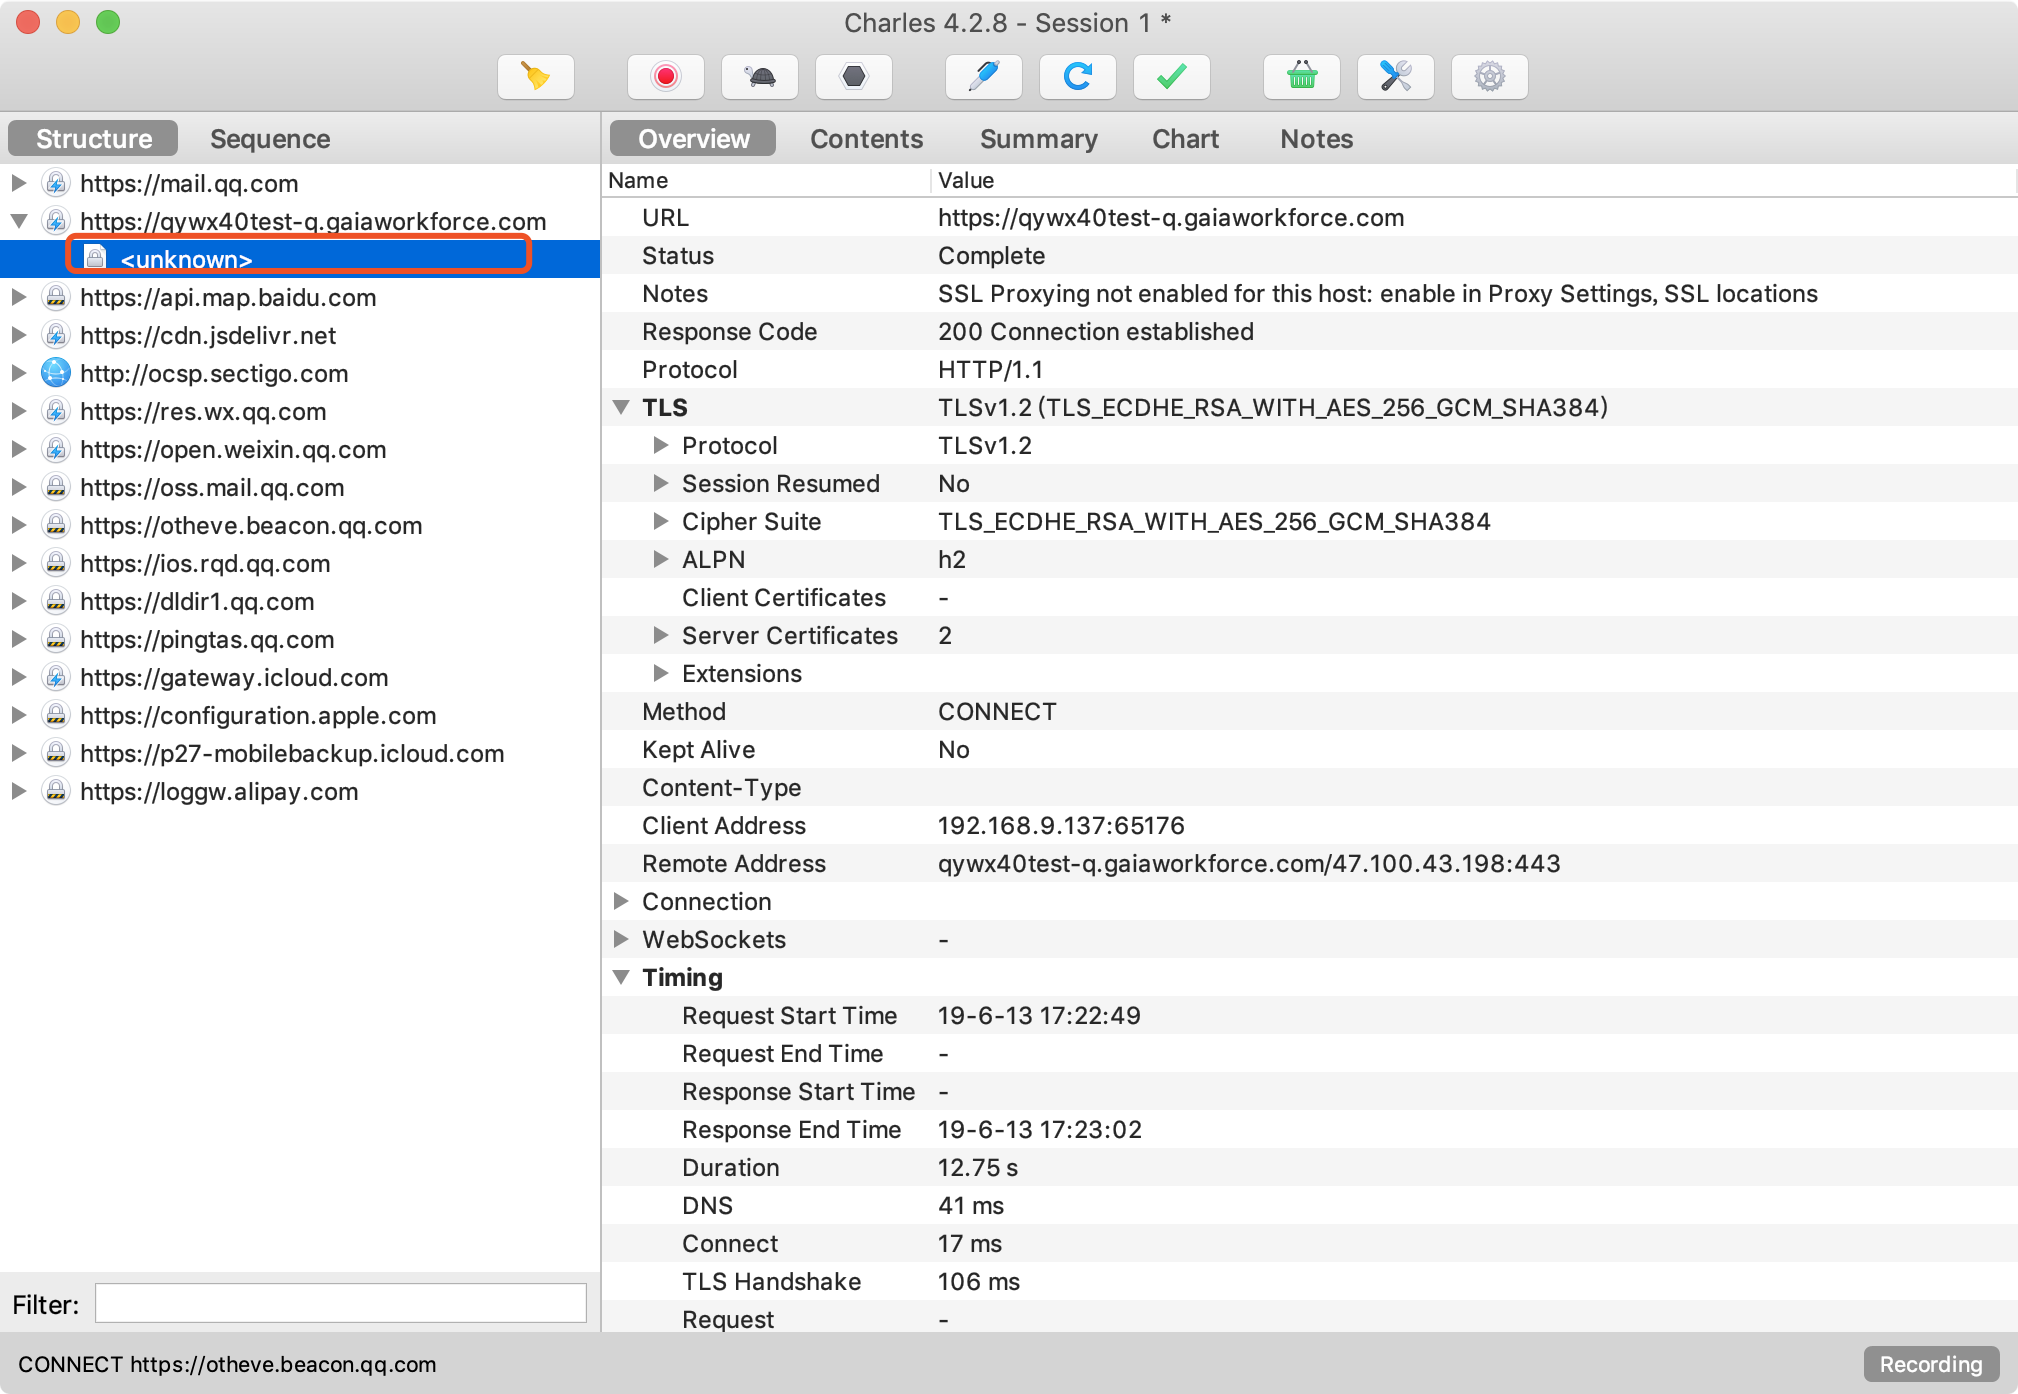 Charles 4.2.8 - Session 1 *
Structure
Sequence
Overview
Contents
Summary
Chart
Notes
https://mail.qq.com
https://qywx40test-q.gaiaworkforce.com
<unknown>
https://api.map.baidu.com
https://cdn.jsdelivr.net
http://ocsp.sectigo.com
https://res.wx.qq.com
https://open.weixin.qq.com
https://oss.mail.qq.com
https://otheve.beacon.qq.com
https://ios.rqd.qq.com
https://dldir1.qq.com
https://pingtas.qq.com
https://gateway.icloud.com
https://configuration.apple.com
https://p27-mobilebackup.icloud.com
https://loggw.alipay.com
Filter:
Name Value
URL https://qywx40test-q.gaiaworkforce.com
Status Complete
Notes SSL Proxying not enabled for this host: enable in Proxy Settings, SSL locations
Response Code 200 Connection established
Protocol HTTP/1.1
TLS TLSv1.2 (TLS_ECDHE_RSA_WITH_AES_256_GCM_SHA384)
Protocol TLSv1.2
Session Resumed No
Cipher Suite TLS_ECDHE_RSA_WITH_AES_256_GCM_SHA384
ALPN h2
Client Certificates -
Server Certificates 2
Extensions
Method CONNECT
Kept Alive No
Content-Type
Client Address 192.168.9.137:65176
Remote Address qywx40test-q.gaiaworkforce.com/47.100.43.198:443
Connection
WebSockets -
Timing
Request Start Time 19-6-13 17:22:49
Request End Time -
Response Start Time -
Response End Time 19-6-13 17:23:02
Duration 12.75 s
DNS 41 ms
Connect 17 ms
TLS Handshake 106 ms
Request -
CONNECT https://otheve.beacon.qq.com
Recording